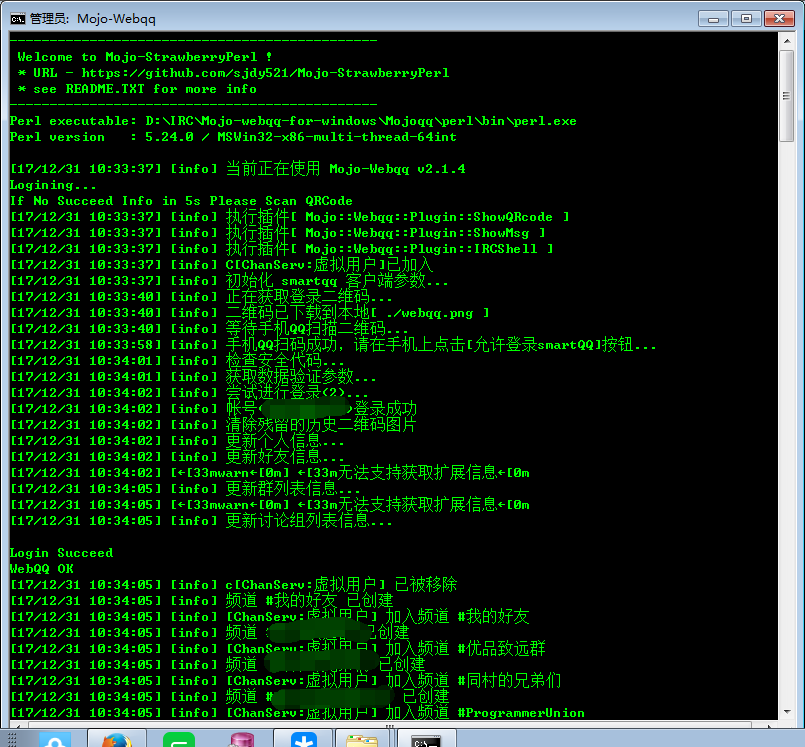 管理员: Mojo-Webqq
Welcome to Mojo-StrawberryPerl !
* URL - https://github.com/sjdy521/Mojo-StrawberryPerl
* see README.TXT for more info
Perl executable: D:\IRC\Mojo-webqq-for-windows\Mojoqq\perl\bin\perl.exe
Perl version   : 5.24.0 / MSWin32-x86-multi-thread-64int
[17/12/31 10:33:37] [info] 当前正在使用 Mojo-Webqq v2.1.4
Logining...
If No Succeed Info in 5s Please Scan QRCode
[17/12/31 10:33:37] [info] 执行插件[ Mojo::Webqq::Plugin::ShowQRcode ]
[17/12/31 10:33:37] [info] 执行插件[ Mojo::Webqq::Plugin::ShowMsg ]
[17/12/31 10:33:37] [info] 执行插件[ Mojo::Webqq::Plugin::IRCShell ]
[17/12/31 10:33:37] [info] C[ChanServ:虚拟用户]已加入
[17/12/31 10:33:37] [info] 初始化 smartqq 客户端参数...
[17/12/31 10:33:40] [info] 正在获取登录二维码...
[17/12/31 10:33:40] [info] 二维码已下载到本地[ ./webqq.png ]
[17/12/31 10:33:40] [info] 等待手机QQ扫描二维码...
[17/12/31 10:33:58] [info] 手机QQ扫码成功，请在手机上点击[允许登录smartQQ]按钮...
[17/12/31 10:34:01] [info] 检查安全代码...
[17/12/31 10:34:01] [info] 获取数据验证参数...
[17/12/31 10:34:02] [info] 尝试进行登录(2)...
[17/12/31 10:34:02] [info] 帐号( )登录成功
[17/12/31 10:34:02] [info] 清除残留的历史二维码图片
[17/12/31 10:34:02] [info] 更新个人信息...
[17/12/31 10:34:02] [info] 更新好友信息...
[17/12/31 10:34:02] [←[33mwarn←[0m] ←[33m无法支持获取扩展信息←[0m
[17/12/31 10:34:05] [info] 更新群列表信息...
[17/12/31 10:34:05] [←[33mwarn←[0m] ←[33m无法支持获取扩展信息←[0m
[17/12/31 10:34:05] [info] 更新讨论组列表信息...
Login Succeed
WebQQ OK
[17/12/31 10:34:05] [info] c[ChanServ:虚拟用户] 已被移除
[17/12/31 10:34:05] [info] 频道 #我的好友 已创建
[17/12/31 10:34:05] [info] [ChanServ:虚拟用户] 加入频道 #我的好友
[17/12/31 10:34:05] [info] 频道 已创建
[17/12/31 10:34:05] [info] [ChanServ:虚拟用户] 加入频道 #优品致远群
[17/12/31 10:34:05] [info] 频道 已创建
[17/12/31 10:34:05] [info] [ChanServ:虚拟用户] 加入频道 #同村的兄弟们
[17/12/31 10:34:05] [info] 频道 # 已创建
[17/12/31 10:34:05] [info] [ChanServ:虚拟用户] 加入频道 #ProgrammerUnion